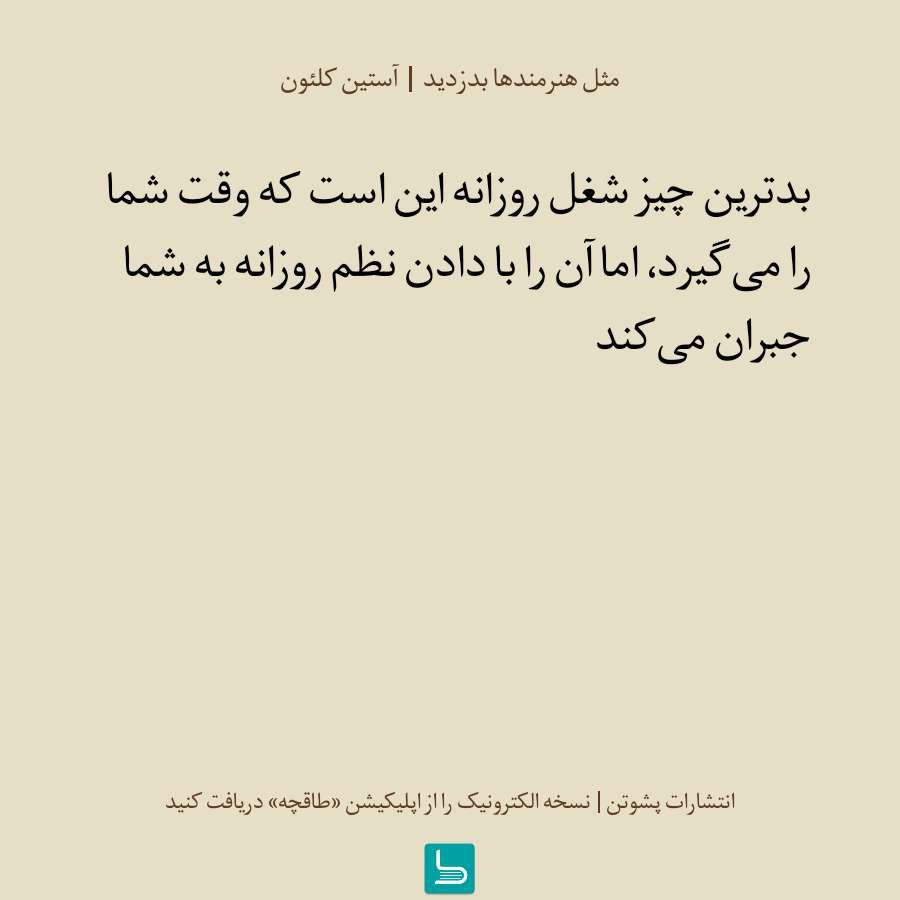 مثل هنرمندها بدزدید | آستین کلئون
بدترین چیز شغل روزانه این است که وقت شما
را می‌گیرد، اما آن را با دادن نظم روزانه به شما
جبران می‌کند
انتشارات پشوتن | نسخه الکترونیک را از اپلیکیشن «طاقچه» دریافت کنید